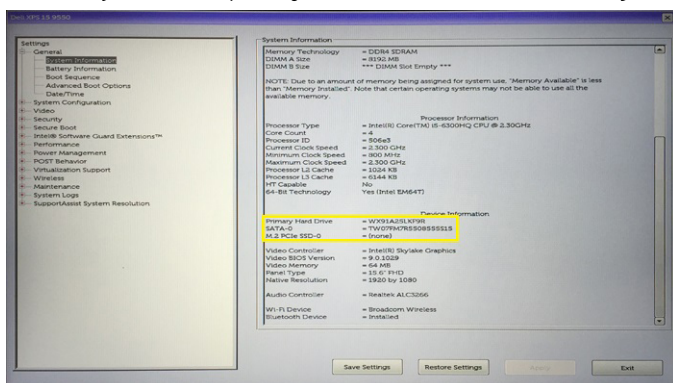 Dell XPS 15 9550
Settings
General
System Information
Battery Information
Boot Sequence
Advanced Boot Options
Date/Time
System Configuration
Video
Security
Secure Boot
Intel® Software Guard Extensions™
Performance
Power Management
POST Behavior
Virtualization Support
Wireless
Maintenance
System Logs
SupportAssist System Resolution
System Information
Memory Technology = DDR4 SDRAM
DIMM A Size = 8192 MB
DIMM B Size *** DIMM Slot Empty ***
NOTE: Due to an amount of memory being assigned for system use, "Memory Available" is less
than "Memory Installed". Note that certain operating systems may not be able to use all the
available memory.
Processor Information
Processor Type = Intel(R) Core(TM) i5-6300HQ CPU @ 2.30GHz
Core Count = 4
Processor ID = 506e3
Current Clock Speed = 2.300 GHz
Minimum Clock Speed = 800 MHz
Maximum Clock Speed = 2.300 GHz
Processor L2 Cache = 1024 KB
Processor L3 Cache = 6144 KB
HT Capable No
64-Bit Technology Yes (Intel EM64T)
Device Information
Primary Hard Drive = WX91A25LXP9R
SATA-0 = TW07FM7R5508555515
M.2 PCIe SSD-0 = (none)
Video Controller = Intel(R) Skylake Graphics
Video BIOS Version = 9.0.1029
Video Memory = 64 MB
Panel Type = 15.6" FHD
Native Resolution = 1920 by 1080
Audio Controller = Realtek ALC3266
Wi-Fi Device = Broadcom Wireless
Bluetooth Device = Installed
Save Settings Restore Settings Apply Exit